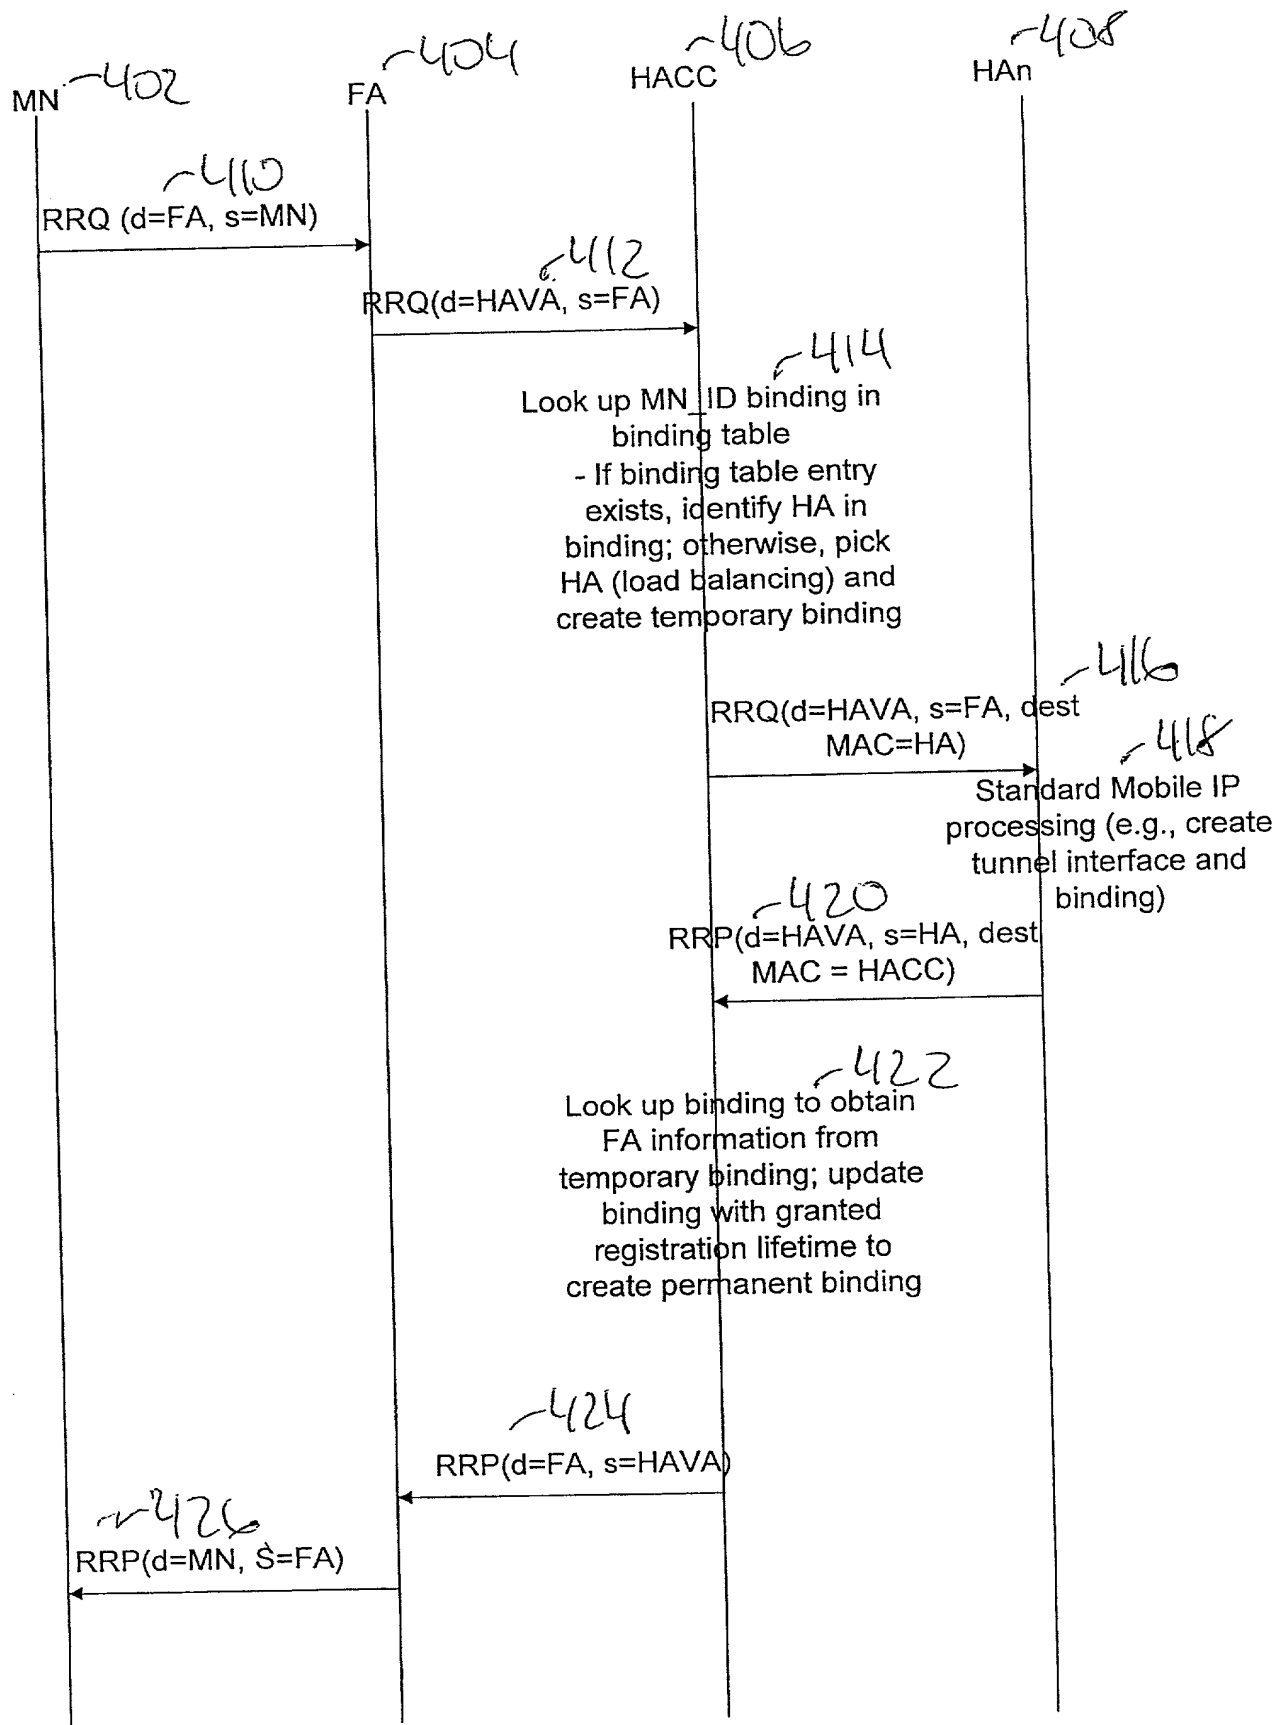 MN 402
FA 404
HACC 406
HAn 408
410
RRQ (d=FA, s=MN)
412
RRQ(d=HAVA, s=FA)
414
Look up MN_ID binding in
binding table
- If binding table entry
exists, identify HA in
binding; otherwise, pick
HA (load balancing) and
create temporary binding
416
RRQ(d=HAVA, s=FA, dest
MAC=HA)
418
Standard Mobile IP
processing (e.g., create
tunnel interface and
binding)
420
RRP(d=HAVA, s=HA, dest
MAC = HACC)
422
Look up binding to obtain
FA information from
temporary binding; update
binding with granted
registration lifetime to
create permanent binding
424
RRP(d=FA, s=HAVA)
426
RRP(d=MN, S=FA)